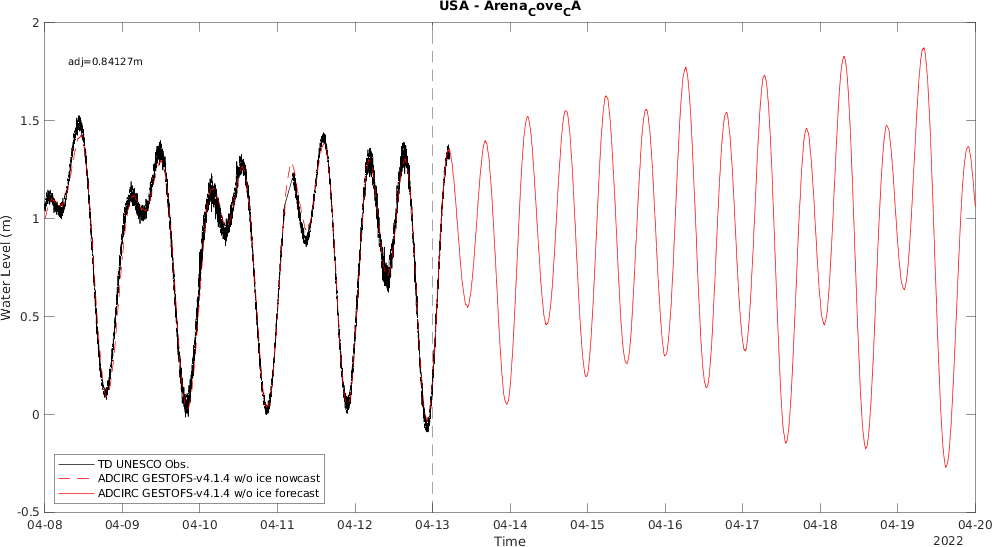 USA - Arena_Cove_CA
2
adj=0.84127m
1.5
1
0.5
0
-0.5
Water Level (m)
TD UNESCO Obs.
ADCIRC GESTOFS-v4.1.4 w/o ice nowcast
ADCIRC GESTOFS-v4.1.4 w/o ice forecast
04-08 04-09 04-10 04-11 04-12 04-13 04-14 04-15 04-16 04-17 04-18 04-19 04-20
Time
2022